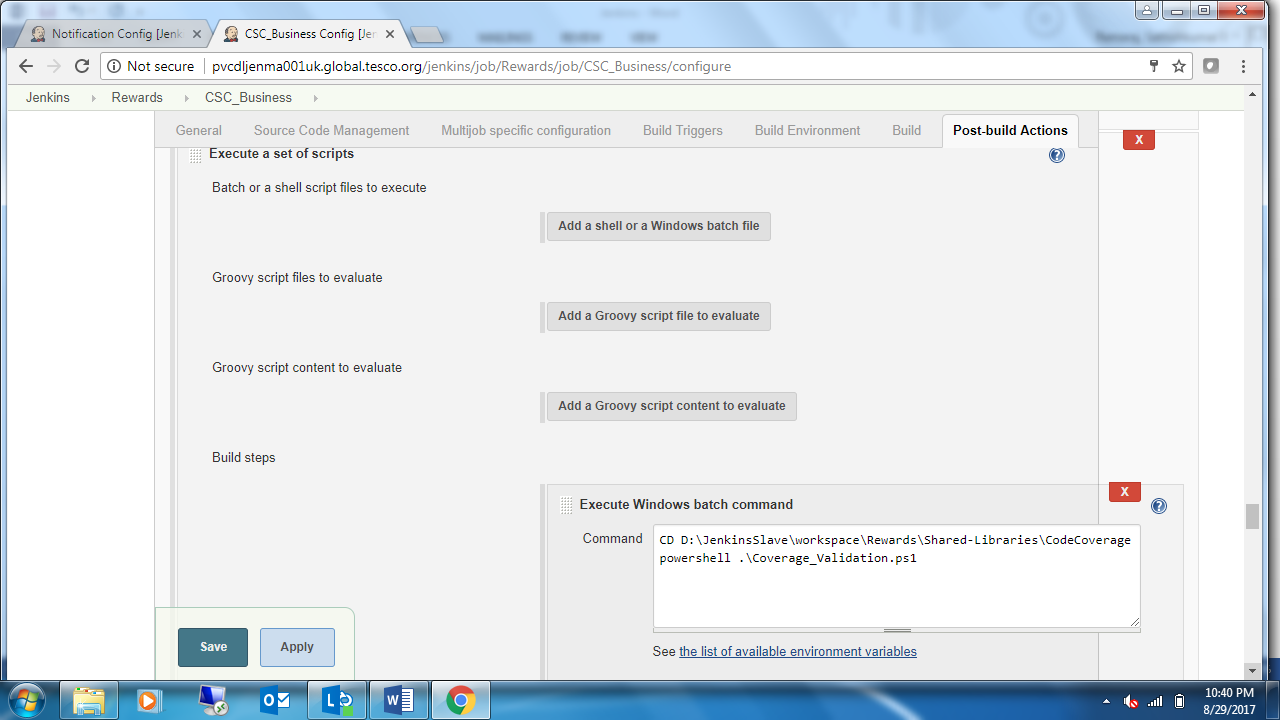 Notification Config [Jenk
CSC_Business Config [Jen
Not secure
pvcdljenma001uk.global.tesco.org/jenkins/job/Rewards/job/CSC_Business/configure
Jenkins
Rewards
CSC_Business
General
Source Code Management
Multijob specific configuration
Build Triggers
Build Environment
Build
Post-build Actions
X
Execute a set of scripts
Batch or a shell script files to execute
Add a shell or a Windows batch file
Groovy script files to evaluate
Add a Groovy script file to evaluate
Groovy script content to evaluate
Add a Groovy script content to evaluate
Build steps
X
Execute Windows batch command
Command
CD D:\JenkinsSlave\workspace\Rewards\Shared-Libraries\CodeCoverage
powershell .\Coverage_Validation.ps1
See the list of available environment variables
Save
Apply
10:40 PM
8/29/2017